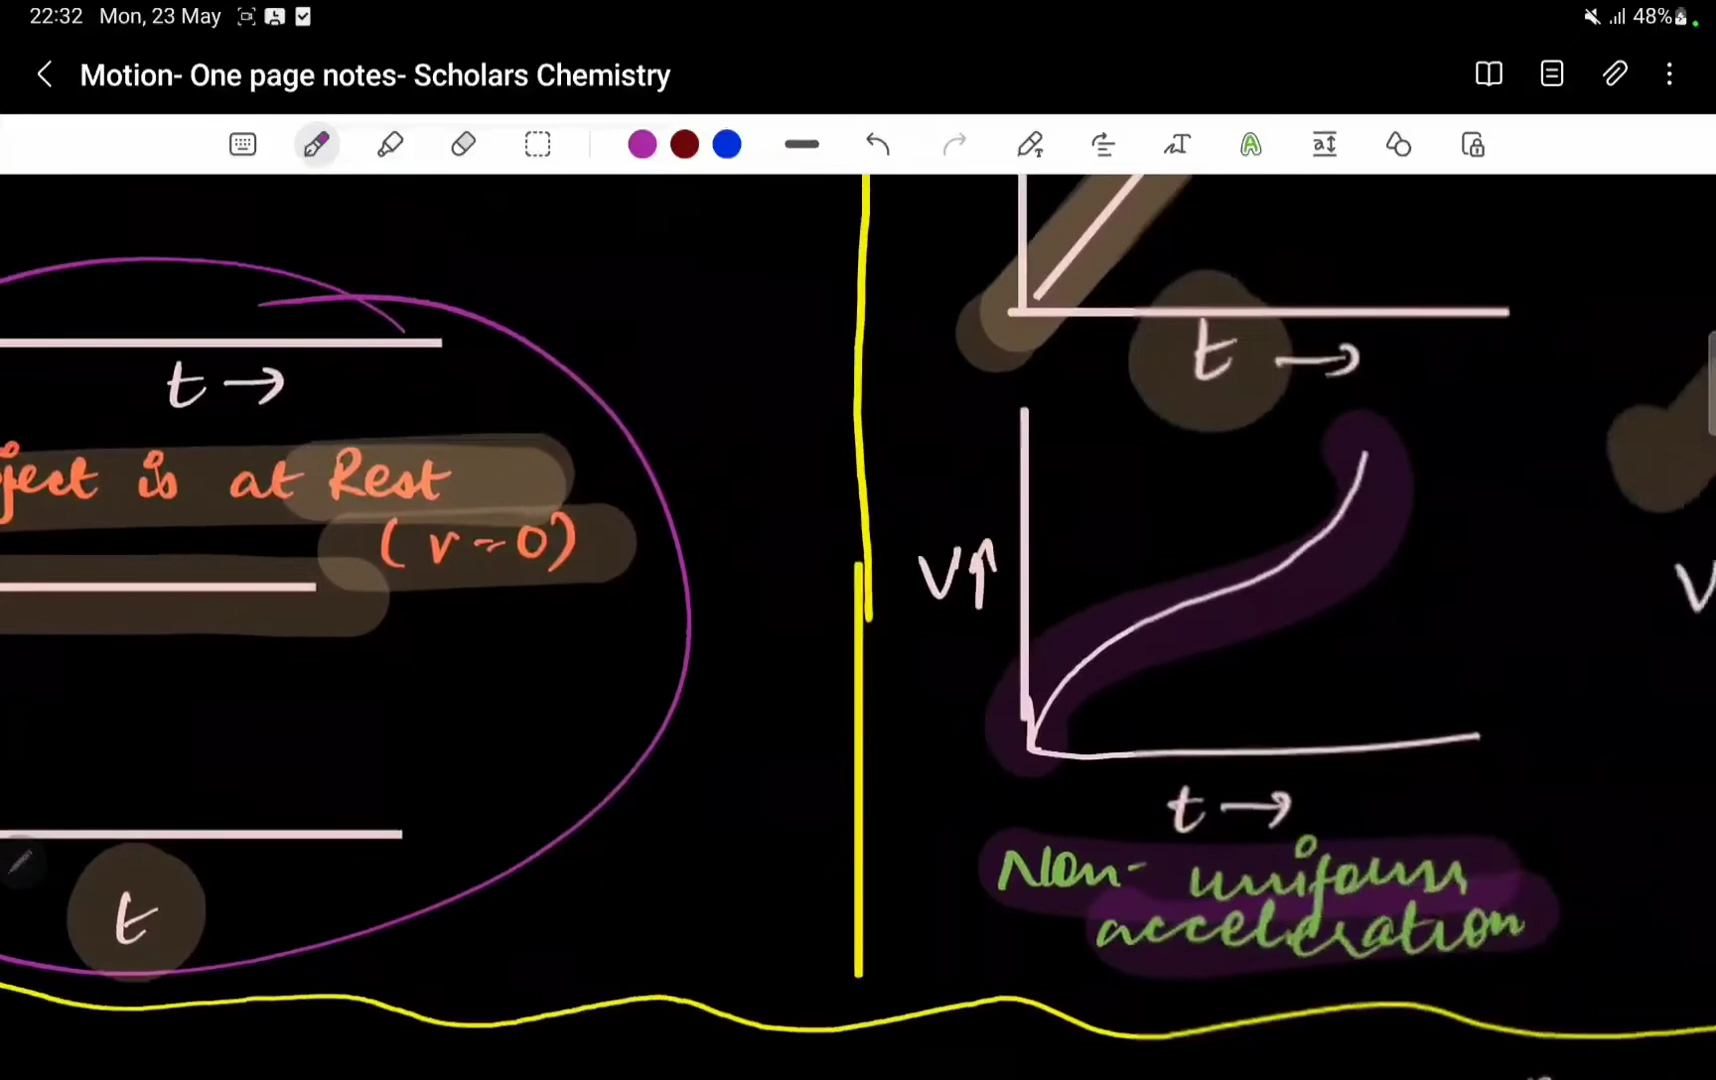 22:32 Mon, 23 May
48%
Motion- One page notes- Scholars Chemistry
t →
ject is at Rest
(v=0)
t
t →
V↑
t →
Non- uniform
acceleration
V